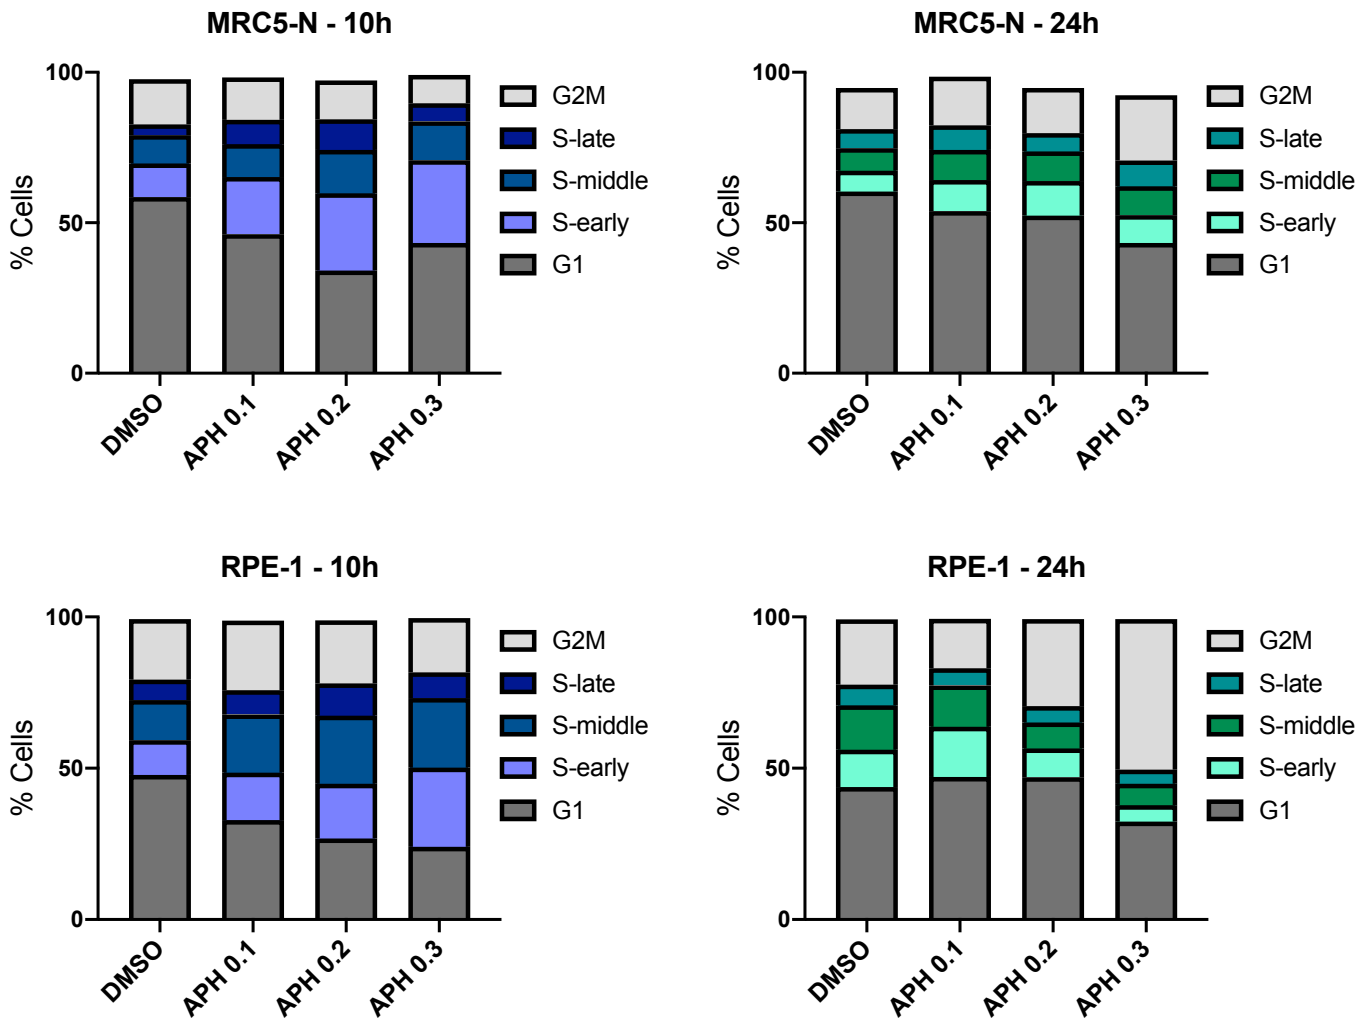 MRC5-N - 10h
% Cells
100
50
0
DMSO
APH 0.1
APH 0.2
APH 0.3
G2M
S-late
S-middle
S-early
G1
MRC5-N - 24h
% Cells
100
50
0
DMSO
APH 0.1
APH 0.2
APH 0.3
G2M
S-late
S-middle
S-early
G1
RPE-1 - 10h
% Cells
100
50
0
DMSO
APH 0.1
APH 0.2
APH 0.3
G2M
S-late
S-middle
S-early
G1
RPE-1 - 24h
% Cells
100
50
0
DMSO
APH 0.1
APH 0.2
APH 0.3
G2M
S-late
S-middle
S-early
G1